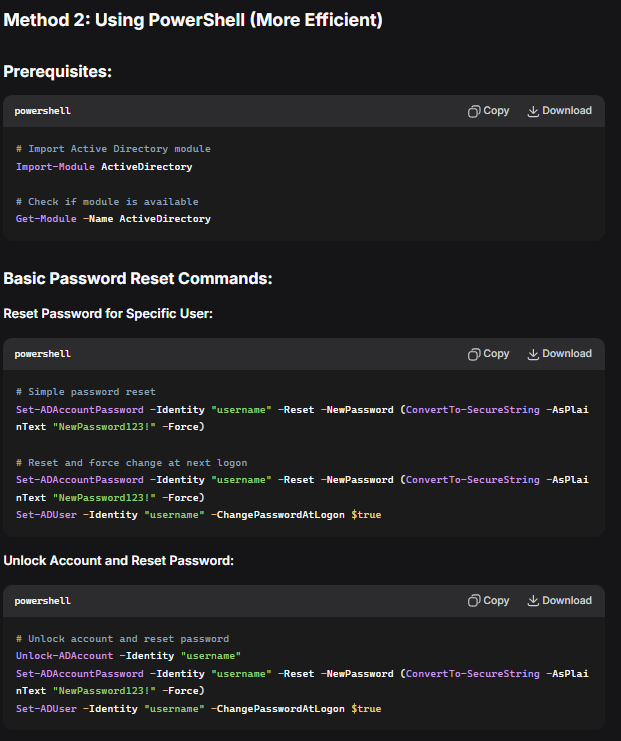 Method 2: Using PowerShell (More Efficient)
Prerequisites:
powershell
Copy
Download
# Import Active Directory module
Import-Module ActiveDirectory
# Check if module is available
Get-Module -Name ActiveDirectory
Basic Password Reset Commands:
Reset Password for Specific User:
powershell
Copy
Download
# Simple password reset
Set-ADAccountPassword -Identity "username" -Reset -NewPassword (ConvertTo-SecureString -AsPlai
nText "NewPassword123!" -Force)
# Reset and force change at next logon
Set-ADAccountPassword -Identity "username" -Reset -NewPassword (ConvertTo-SecureString -AsPlai
nText "NewPassword123!" -Force)
Set-ADUser -Identity "username" -ChangePasswordAtLogon $true
Unlock Account and Reset Password:
powershell
Copy
Download
# Unlock account and reset password
Unlock-ADAccount -Identity "username"
Set-ADAccountPassword -Identity "username" -Reset -NewPassword (ConvertTo-SecureString -AsPlai
nText "NewPassword123!" -Force)
Set-ADUser -Identity "username" -ChangePasswordAtLogon $true